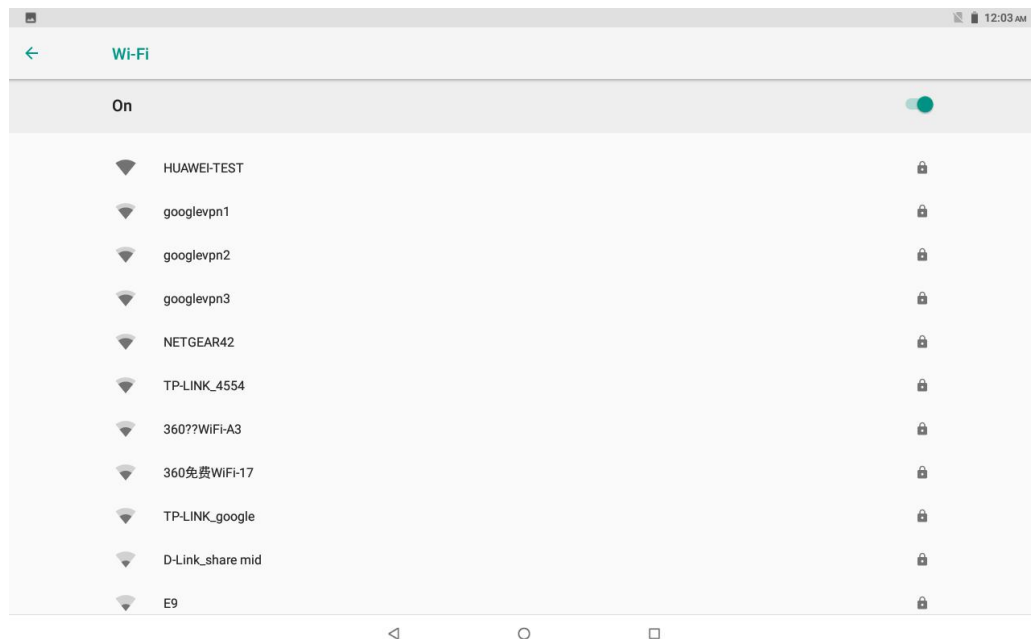 12:03 AM
Wi-Fi
On
HUAWEI-TEST
googlevpn1
googlevpn2
googlevpn3
NETGEAR42
TP-LINK_4554
360??WiFi-A3
360免费WiFi-17
TP-LINK_google
D-Link_share mid
E9